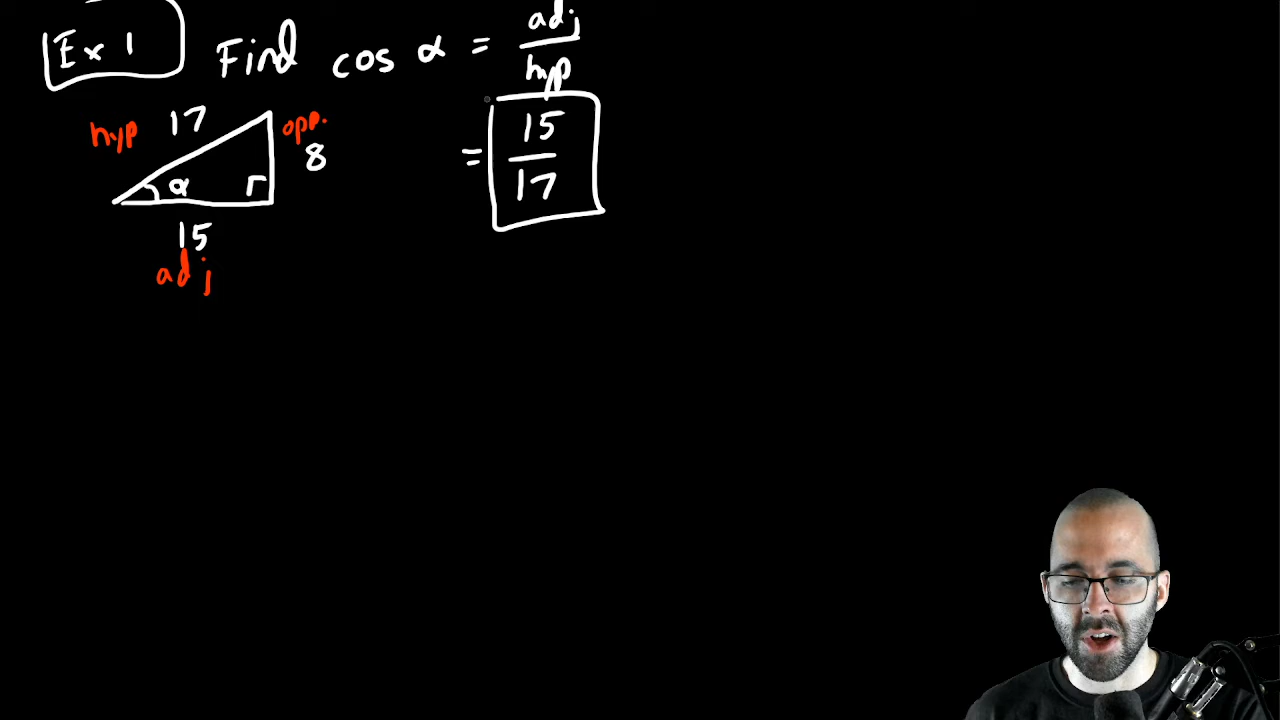 Ex 1
Find cos α = adj/hyp
= 15/17
hyp 17
opp.
8
α
15
adj